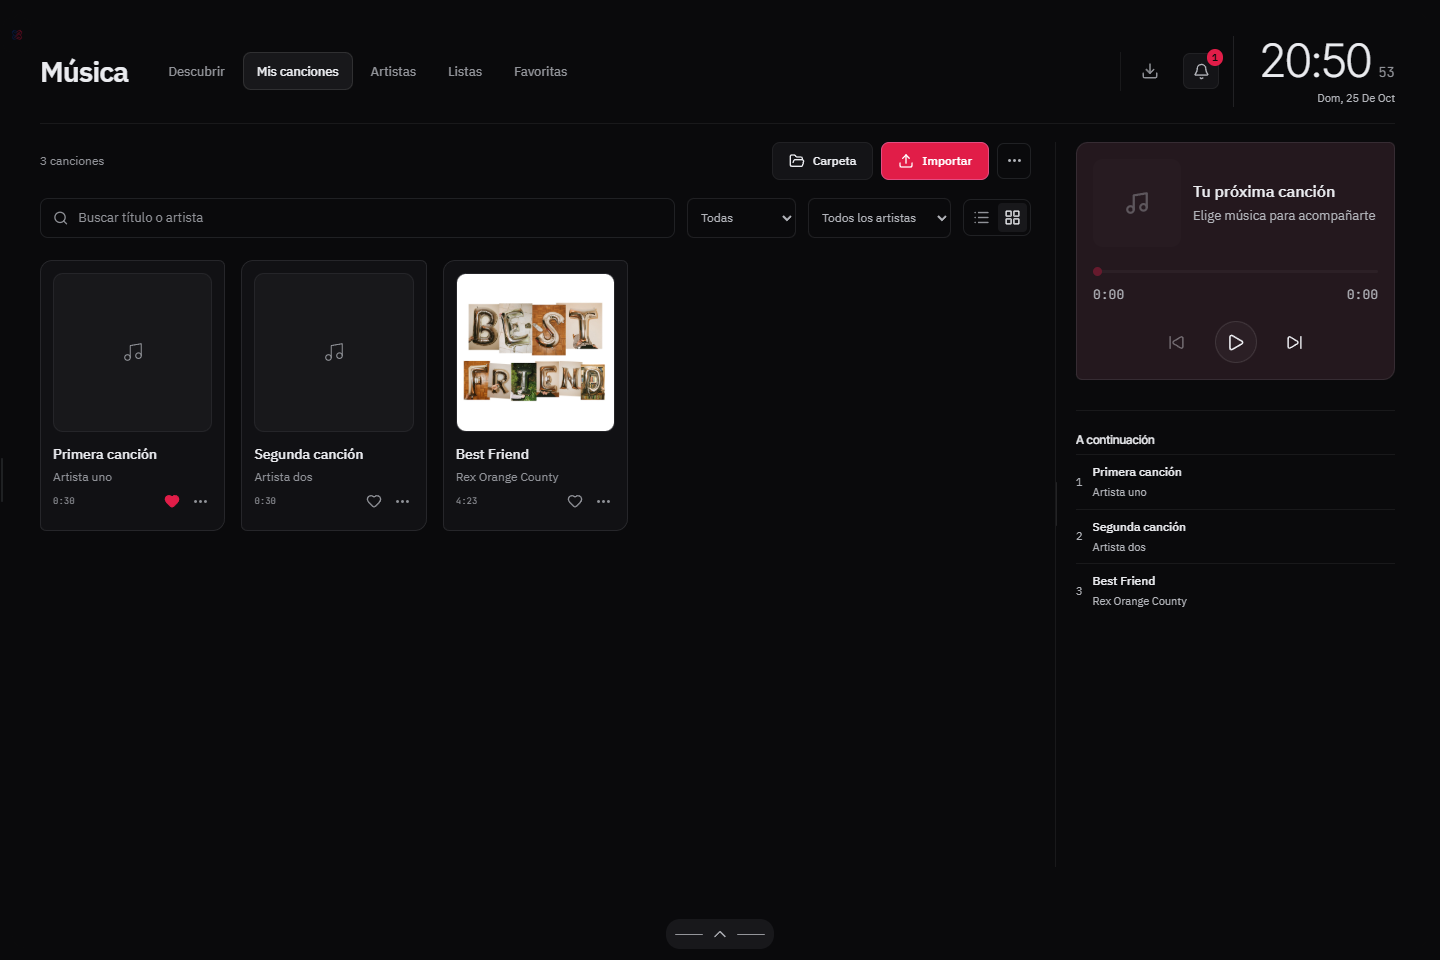 Música
Descubrir
Mis canciones
Artistas
Listas
Favoritas
1
20:50 53
Dom, 25 De Oct
3 canciones
Carpeta
Importar
Buscar título o artista
Todas
Todos los artistas
Primera canción
Artista uno
0:30
Segunda canción
Artista dos
0:30
BEST
FRIEND
Best Friend
Rex Orange County
4:23
Tu próxima canción
Elige música para acompañarte
0:00
0:00
A continuación
1
Primera canción
Artista uno
2
Segunda canción
Artista dos
3
Best Friend
Rex Orange County